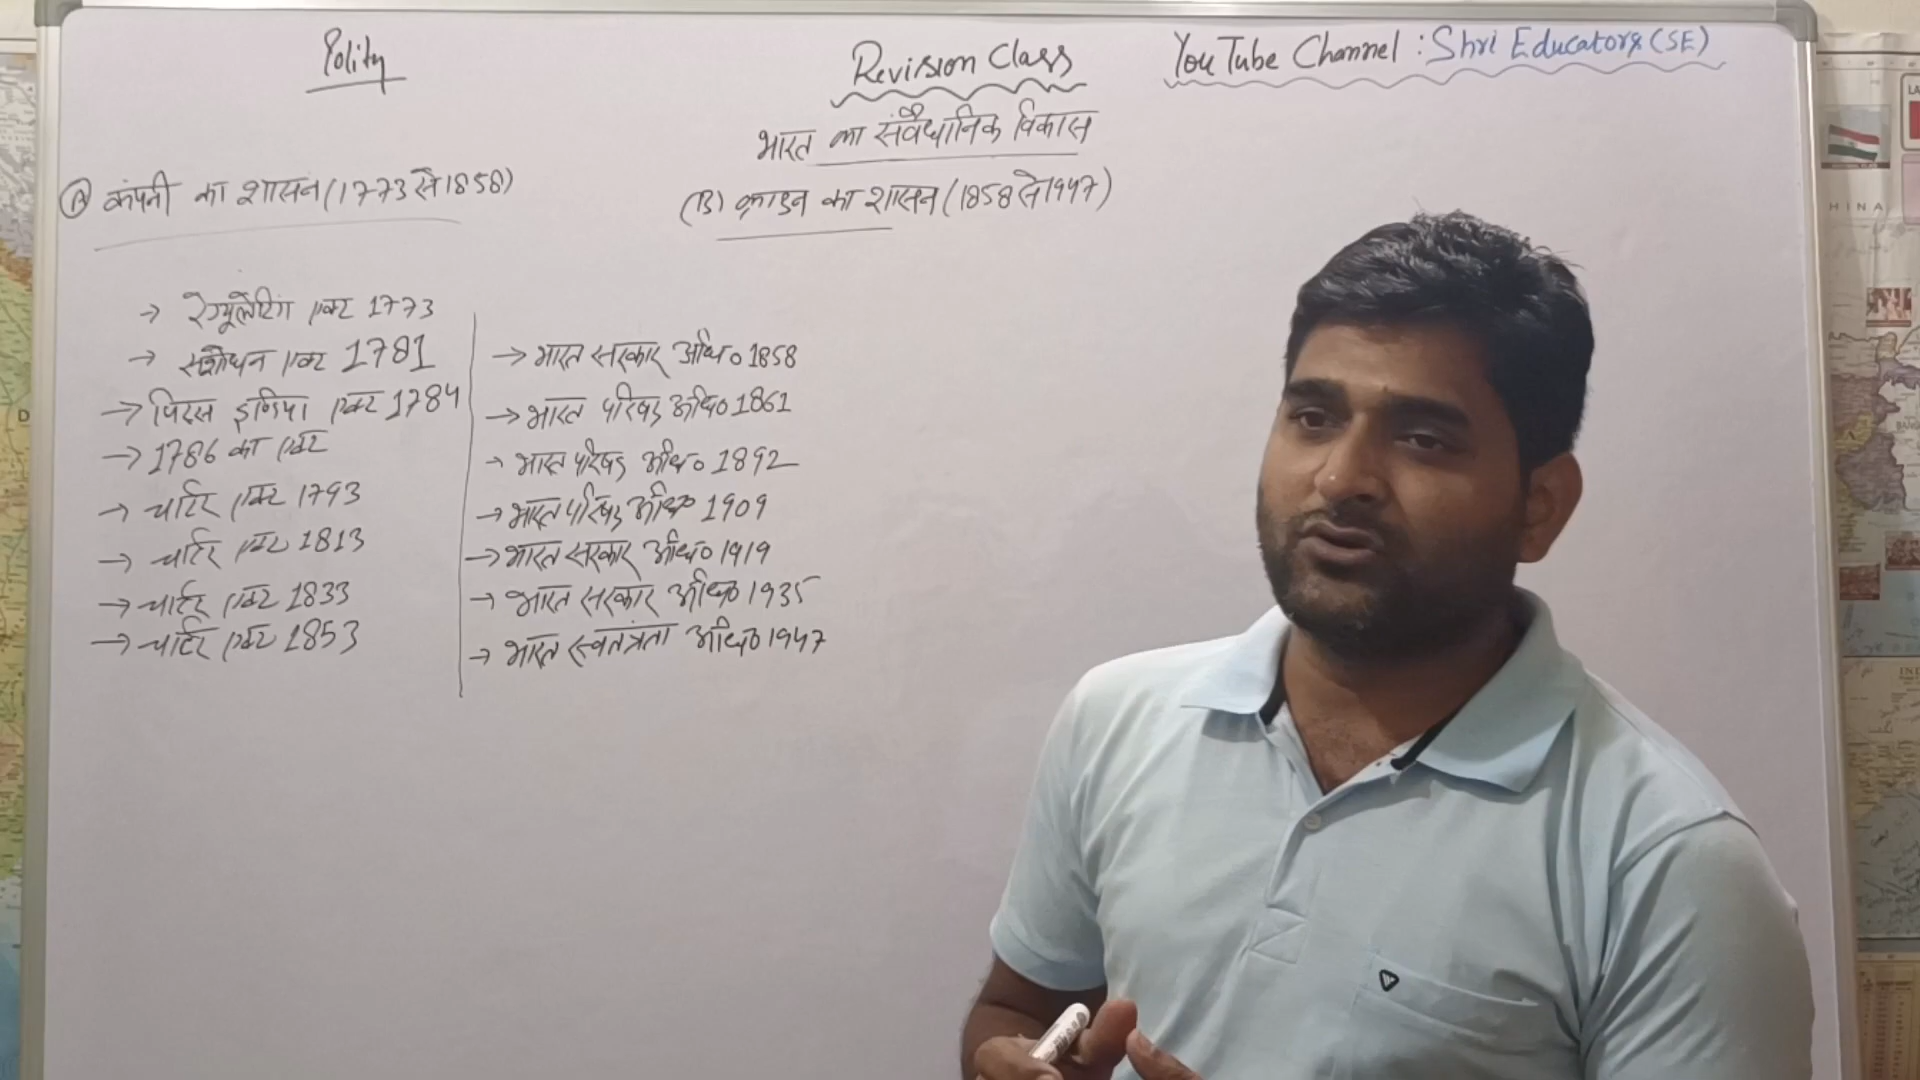 Polity
Revision Class
YouTube Channel : Shri Educators (SE)
भारत का संवैधानिक विकास
(A) कंपनी का शासन (1773 से 1858)
(B) क्राउन का शासन (1858 से 1947)
→ रेग्यूलेटिंग एक्ट 1773
→ संशोधन एक्ट 1781
→ पिट्स इण्डिया एक्ट 1784
→ 1786 का एक्ट
→ चार्टर एक्ट 1793
→ चार्टर एक्ट 1813
→ चार्टर एक्ट 1833
→ चार्टर एक्ट 1853
→ भारत सरकार अधि० 1858
→ भारत परिषद अधि० 1861
→ भारत परिषद अधि० 1892
→ भारत परिषद अधि० 1909
→ भारत सरकार अधि० 1919
→ भारत सरकार अधि० 1935
→ भारत स्वतंत्रता अधि० 1947
HINA